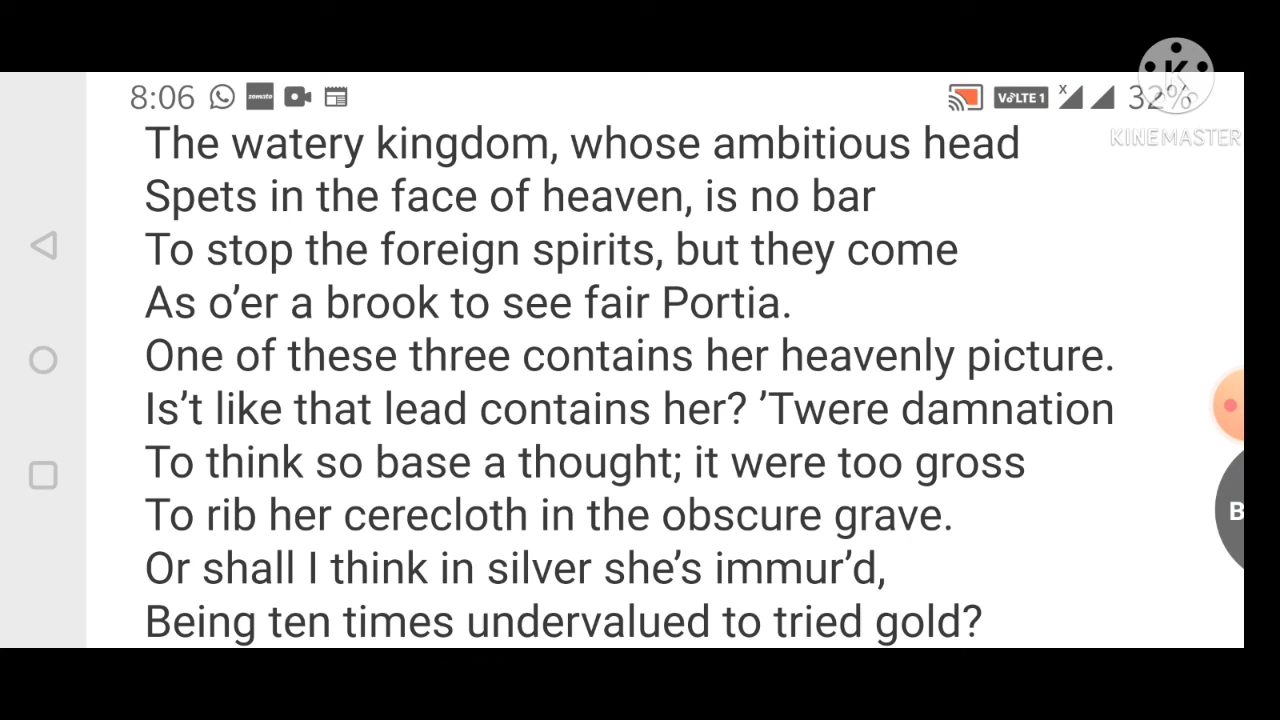 8:06 zomato VoLTE 1 X 32%
K
KINEMASTER
The watery kingdom, whose ambitious head
Spets in the face of heaven, is no bar
To stop the foreign spirits, but they come
As o’er a brook to see fair Portia.
One of these three contains her heavenly picture.
Is’t like that lead contains her? ’Twere damnation
To think so base a thought; it were too gross
To rib her cerecloth in the obscure grave.
B
Or shall I think in silver she’s immur’d,
Being ten times undervalued to tried gold?